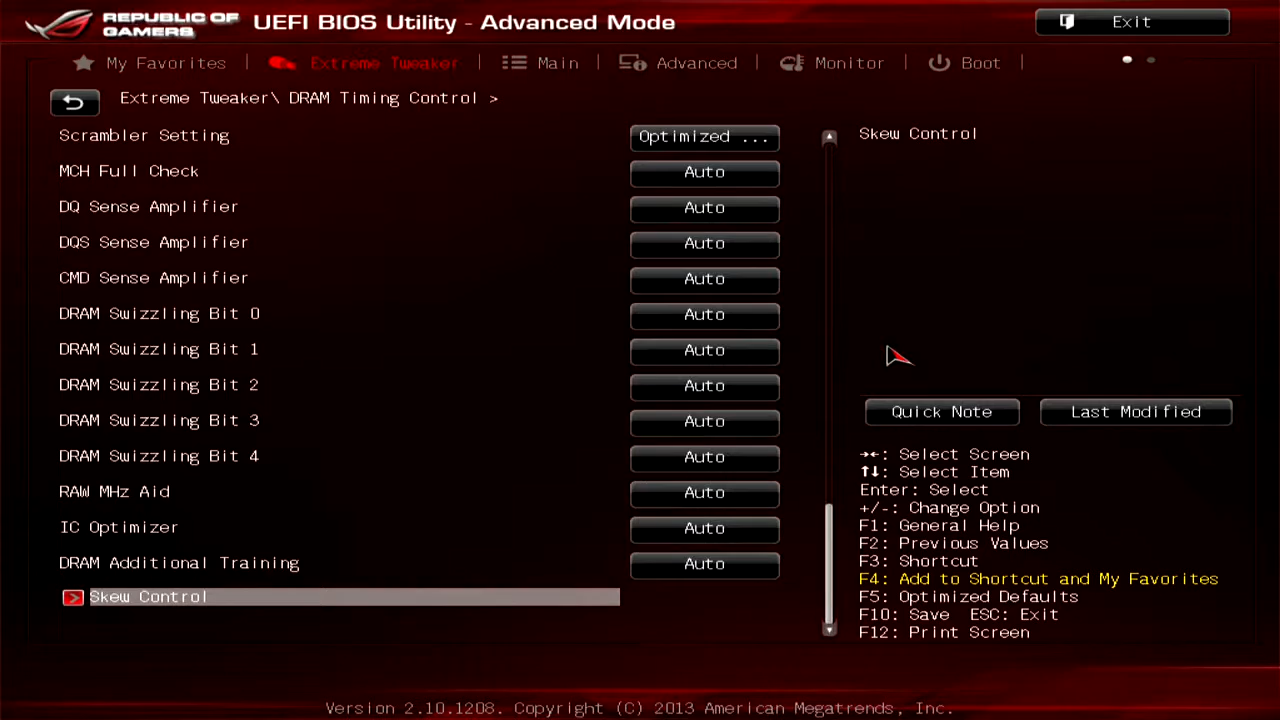 REPUBLIC OF GAMERS UEFI BIOS Utility - Advanced Mode Exit
My Favorites Extreme Tweaker Main Advanced Monitor Boot
Extreme Tweaker\ DRAM Timing Control >
Scrambler Setting Optimized ...
MCH Full Check Auto
DQ Sense Amplifier Auto
DQS Sense Amplifier Auto
CMD Sense Amplifier Auto
DRAM Swizzling Bit 0 Auto
DRAM Swizzling Bit 1 Auto
DRAM Swizzling Bit 2 Auto
DRAM Swizzling Bit 3 Auto
DRAM Swizzling Bit 4 Auto
RAW MHz Aid Auto
IC Optimizer Auto
DRAM Additional Training Auto
> Skew Control
Skew Control
Quick Note Last Modified
→←: Select Screen
↑↓: Select Item
Enter: Select
+/-: Change Option
F1: General Help
F2: Previous Values
F3: Shortcut
F4: Add to Shortcut and My Favorites
F5: Optimized Defaults
F10: Save ESC: Exit
F12: Print Screen
Version 2.10.1208. Copyright (C) 2013 American Megatrends, Inc.